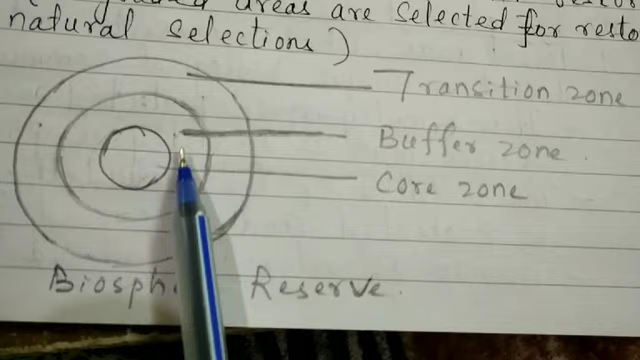 areas are selected for resto
natural selections)
Transition zone
Buffer zone.
Core zone
Biosph Reserve.